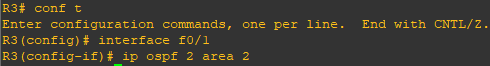 R3# conf t
Enter configuration commands, one per line.  End with CNTL/Z.
R3(config)# interface f0/1
R3(config-if)# ip ospf 2 area 2